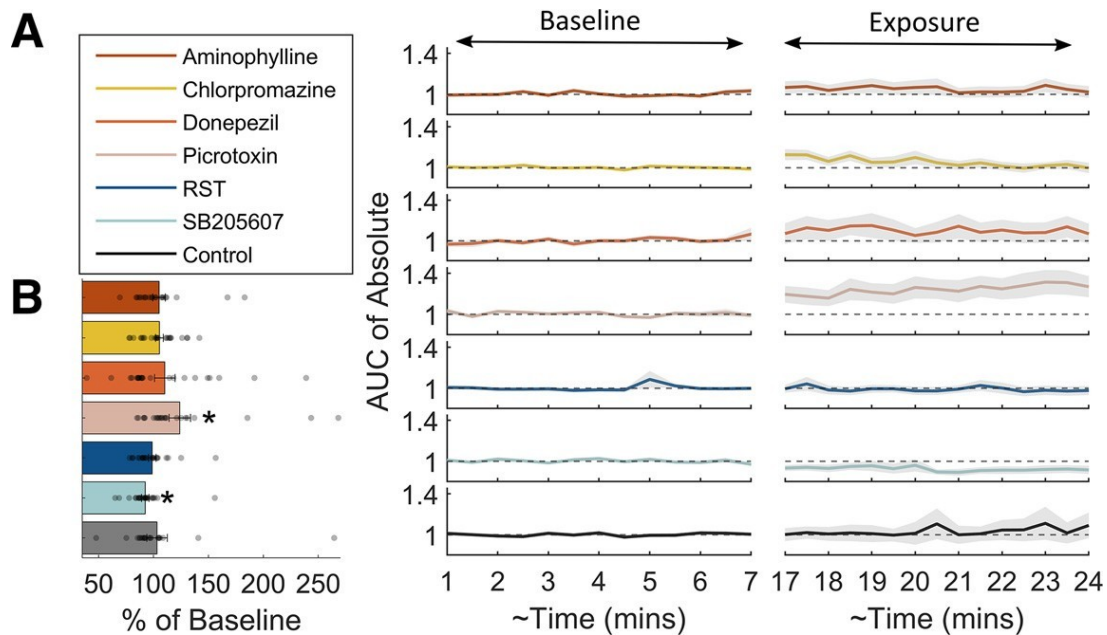 A
Aminophylline
Chlorpromazine
Donepezil
Picrotoxin
RST
SB205607
Control
Baseline
Exposure
AUC of Absolute
1.4
1
1.4
1
1.4
1
1.4
1
1.4
1
1.4
1
1.4
1
1 2 3 4 5 6 7
17 18 19 20 21 22 23 24
~Time (mins)
~Time (mins)
B
*
*
50 100 150 200 250
% of Baseline